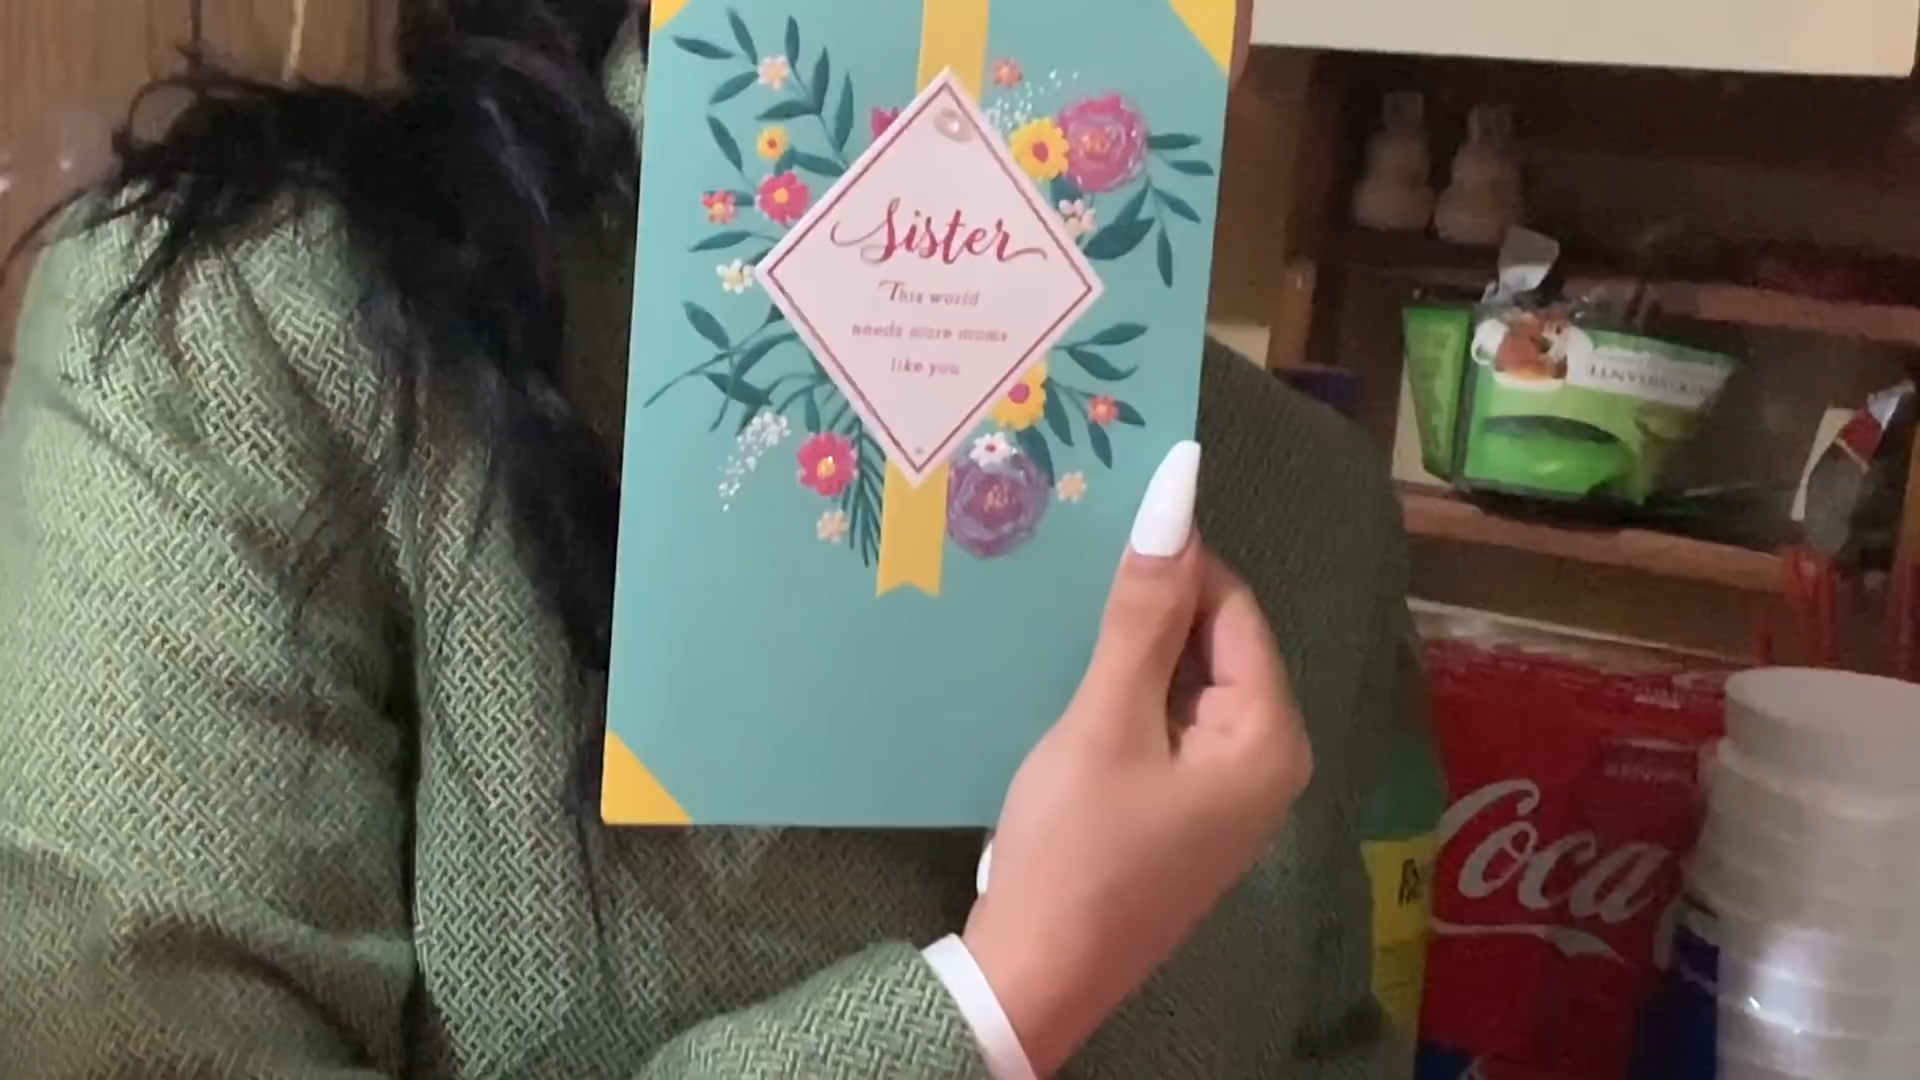 Sister
This world
needs more moms
like you
Coca